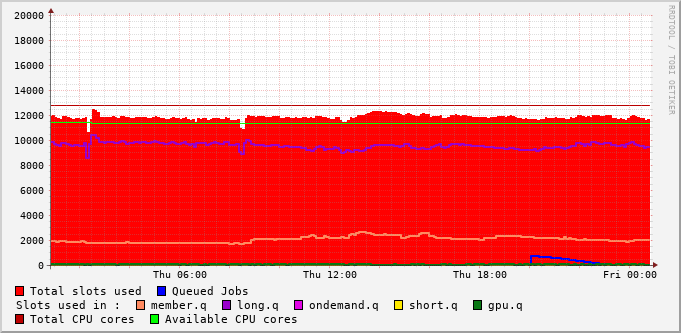 20000
18000
16000
14000
12000
10000
8000
6000
4000
2000
0
Thu 06:00 Thu 12:00 Thu 18:00 Fri 00:00
RRDTOOL / TOBI OETIKER
Total slots used Queued Jobs
Slots used in : member.q long.q ondemand.q short.q gpu.q
Total CPU cores Available CPU cores